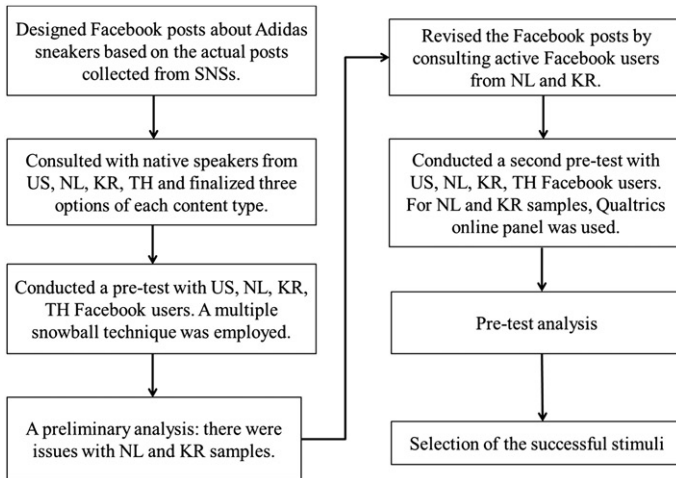 Designed Facebook posts about Adidas
sneakers based on the actual posts
collected from SNSs.
Consulted with native speakers from
US, NL, KR, TH and finalized three
options of each content type.
Conducted a pre-test with US, NL, KR,
TH Facebook users. A multiple
snowball technique was employed.
A preliminary analysis: there were
issues with NL and KR samples.
Revised the Facebook posts by
consulting active Facebook users
from NL and KR.
Conducted a second pre-test with
US, NL, KR, TH Facebook users.
For NL and KR samples, Qualtrics
online panel was used.
Pre-test analysis
Selection of the successful stimuli